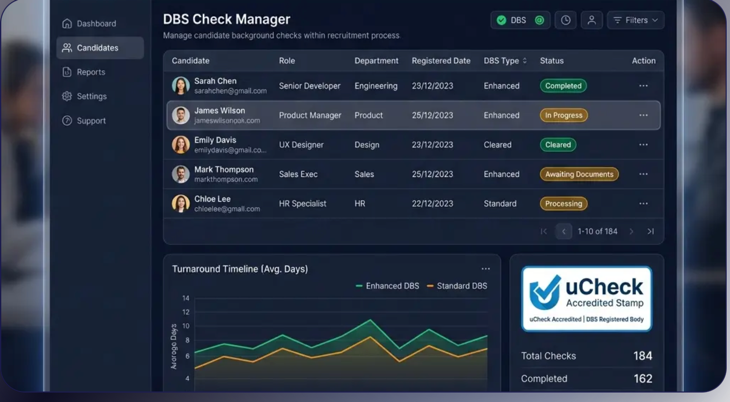 Dashboard
Candidates
Reports
Settings
Support
DBS Check Manager
Manage candidate background checks within recruitment process.
DBS
Filters
Candidate Role Department Registered Date DBS Type Status Action
Sarah Chen
sarahchen@gmail.com
Senior Developer Engineering 23/12/2023 Enhanced Completed
James Wilson
jameswilsonook.com
Product Manager Product 25/12/2023 Enhanced In Progress
Emily Davis
emilydavis@gmail.co...
UX Designer Design 23/12/2023 Cleared Cleared
Mark Thompson
markthompson.com
Sales Exec Sales 25/12/2023 Enhanced Awaiting Documents
Chloe Lee
chloelee@gmall.com
HR Specialist HR 22/12/2023 Standard Processing
1-10 of 184
Turnaround Timeline (Avg. Days)
Enhanced DBS Standard DBS
14
12
10
8
6
4
Days
uCheck
Accredited Stamp
uCheck Accredited | DBS Registered Body
Total Checks 184
Completed 162